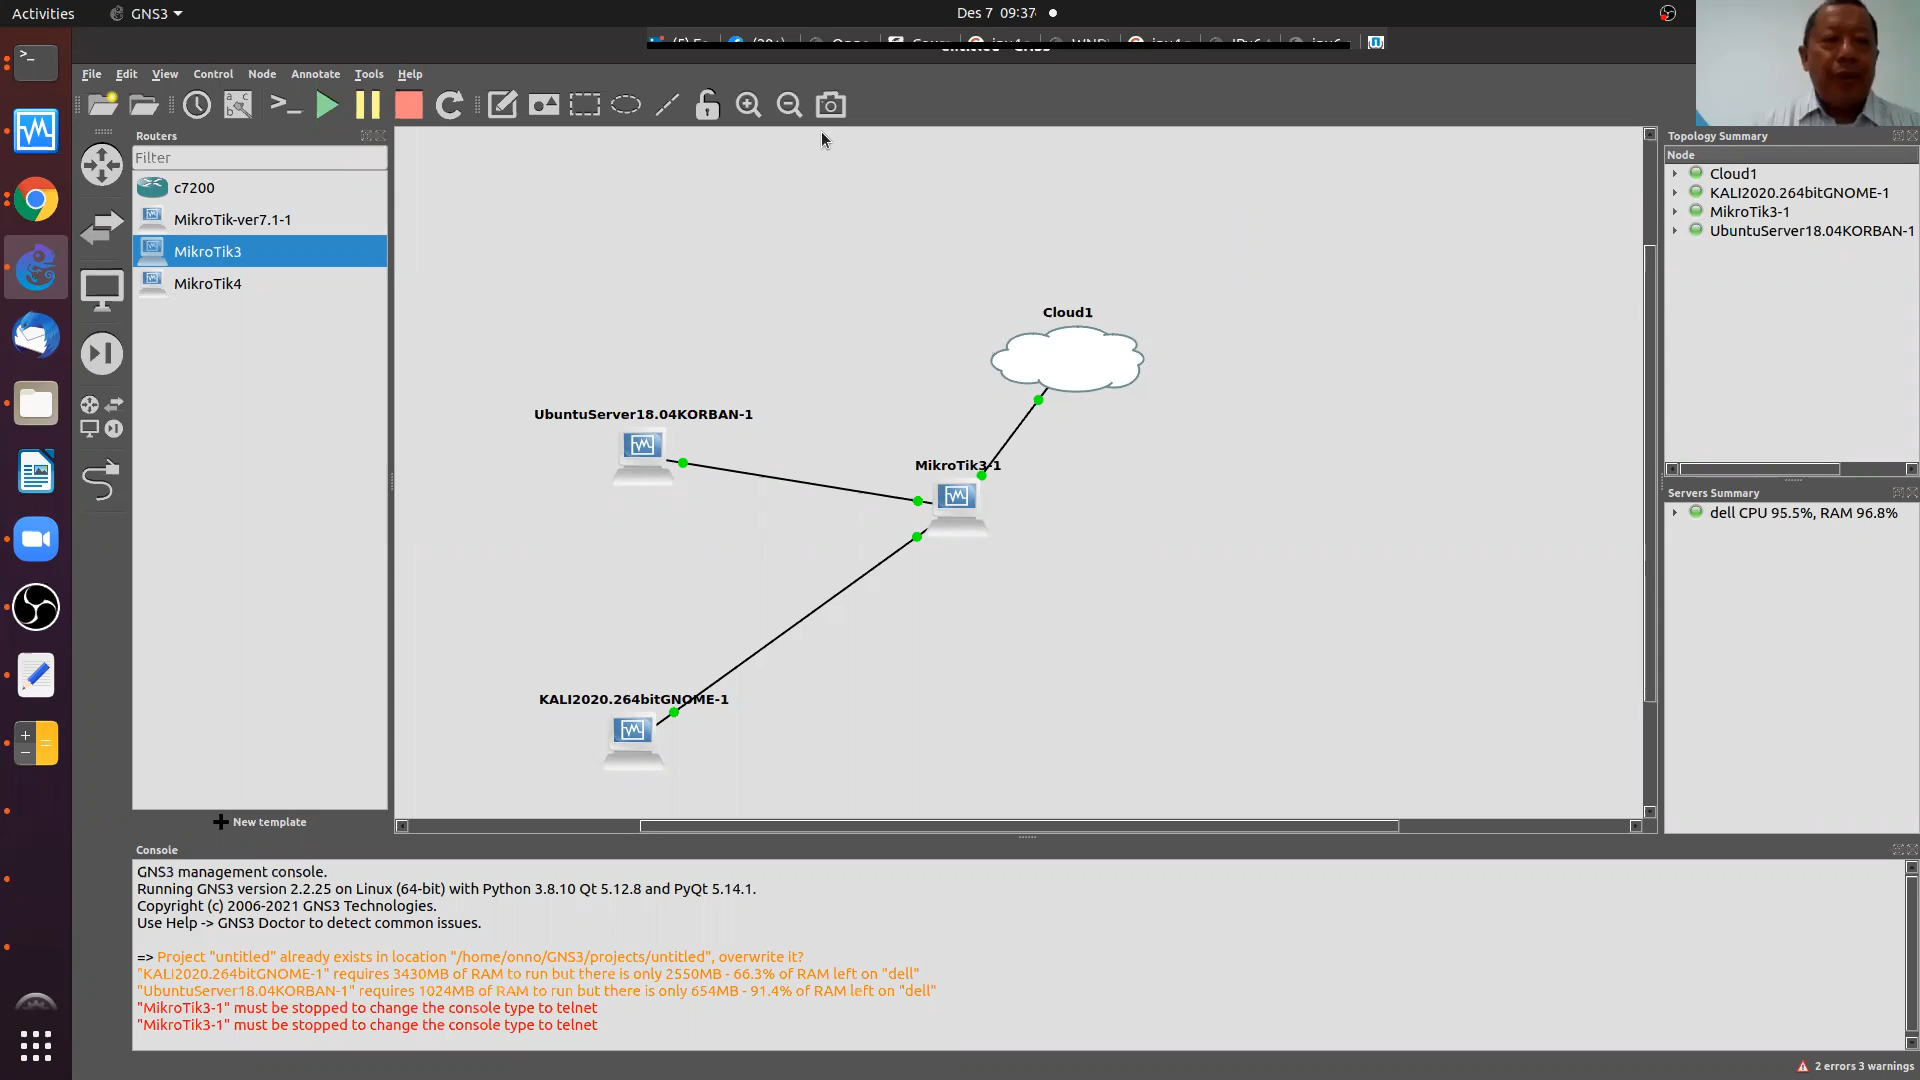 Activities
GNS3
Des 7 09:37
File
Edit
View
Control
Node
Annotate
Tools
Help
Routers
Filter
c7200
MikroTik-ver7.1-1
MikroTik3
MikroTik4
New template
Cloud1
UbuntuServer18.04KORBAN-1
MikroTik3-1
KALI2020.264bitGNOME-1
Topology Summary
Node
Cloud1
KALI2020.264bitGNOME-1
MikroTik3-1
UbuntuServer18.04KORBAN-1
Servers Summary
dell CPU 95.5%, RAM 96.8%
Console
GNS3 management console.
Running GNS3 version 2.2.25 on Linux (64-bit) with Python 3.8.10 Qt 5.12.8 and PyQt 5.14.1.
Copyright (c) 2006-2021 GNS3 Technologies.
Use Help -> GNS3 Doctor to detect common issues.
=> Project "untitled" already exists in location "/home/onno/GNS3/projects/untitled", overwrite it?
"KALI2020.264bitGNOME-1" requires 3430MB of RAM to run but there is only 2550MB - 66.3% of RAM left on "dell"
"UbuntuServer18.04KORBAN-1" requires 1024MB of RAM to run but there is only 654MB - 91.4% of RAM left on "dell"
"MikroTik3-1" must be stopped to change the console type to telnet
"MikroTik3-1" must be stopped to change the console type to telnet
2 errors 3 warnings